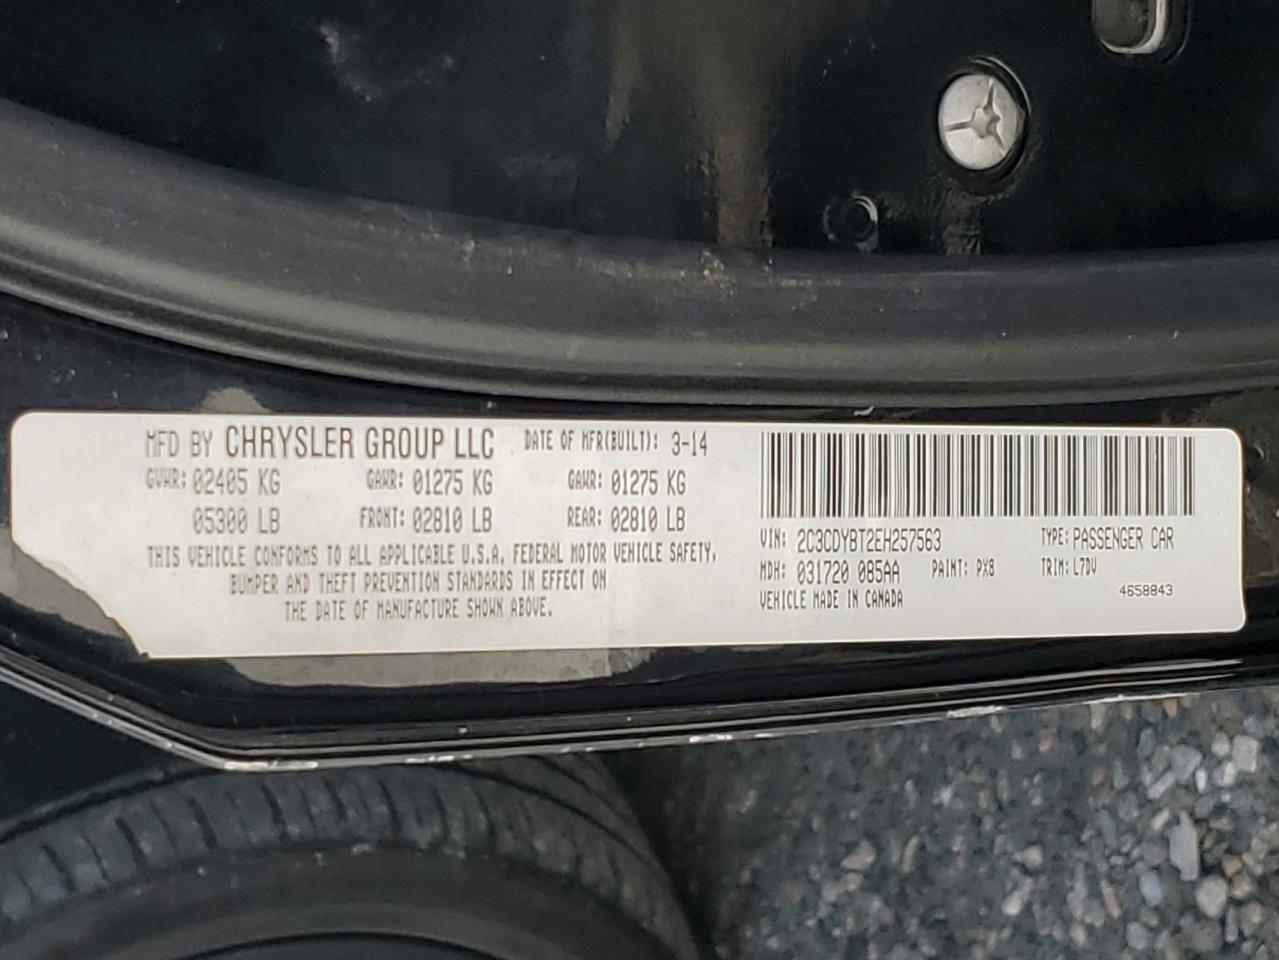 MFD BY CHRYSLER GROUP LLC DATE OF MFR(BUILT): 3-14
GVWR: 02405 KG GAWR: 01275 KG GAWR: 01275 KG
05300 LB FRONT: 02810 LB REAR: 02810 LB
THIS VEHICLE CONFORMS TO ALL APPLICABLE U.S.A. FEDERAL MOTOR VEHICLE SAFETY,
BUMPER AND THEFT PREVENTION STANDARDS IN EFFECT ON
THE DATE OF MANUFACTURE SHOWN ABOVE.
VIN: 2C3CDYBT2EH257563 TYPE: PASSENGER CAR
MDH: 031720 085AA PAINT: PX8 TRIM: L7DV
VEHICLE MADE IN CANADA 4658843